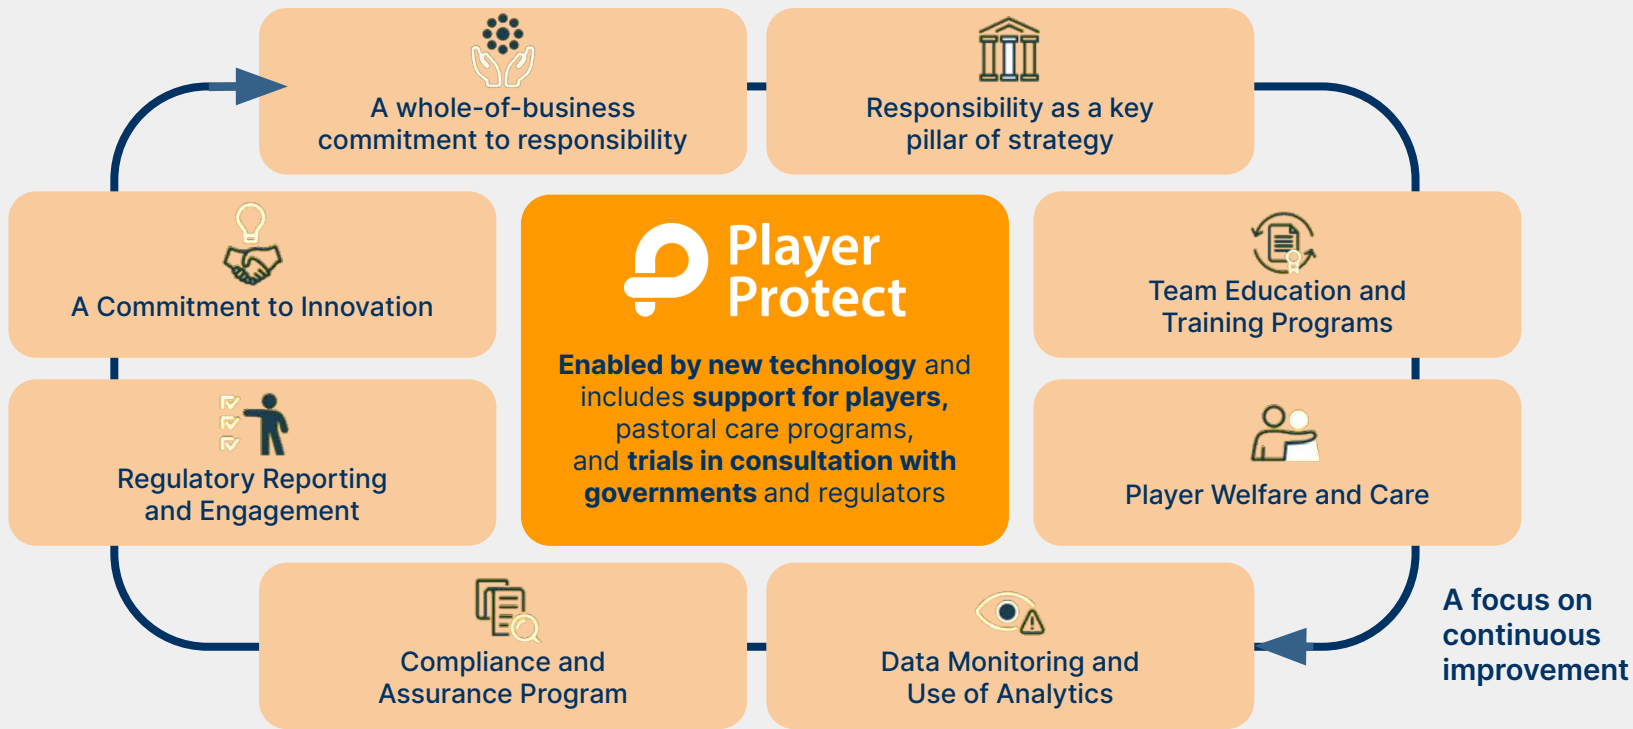 A whole-of-business
commitment to responsibility
Responsibility as a key
pillar of strategy
Team Education and
Training Programs
Player Welfare and Care
A focus on
continuous
improvement
Data Monitoring and
Use of Analytics
Compliance and
Assurance Program
Regulatory Reporting
and Engagement
A Commitment to Innovation
Player
Protect
Enabled by new technology and
includes support for players,
pastoral care programs,
and trials in consultation with
governments and regulators